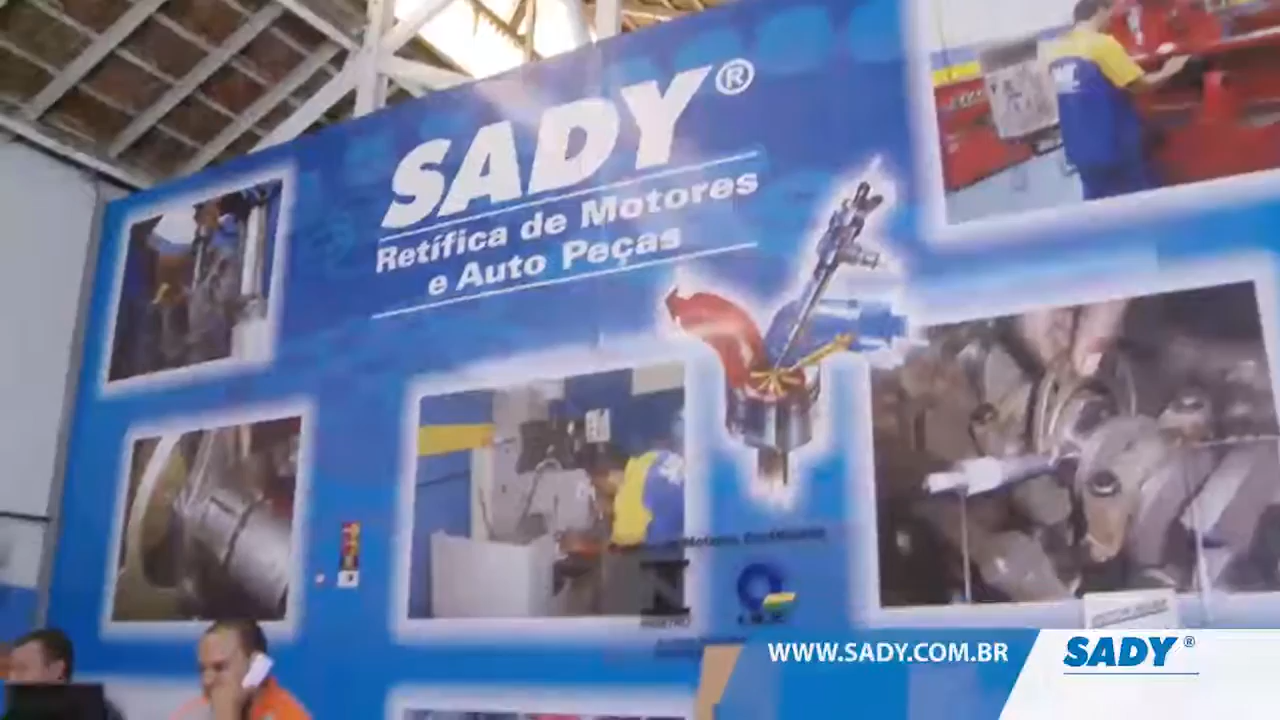 SADY®
Retífica de Motores
e Auto Peças
WWW.SADY.COM.BR
SADY®